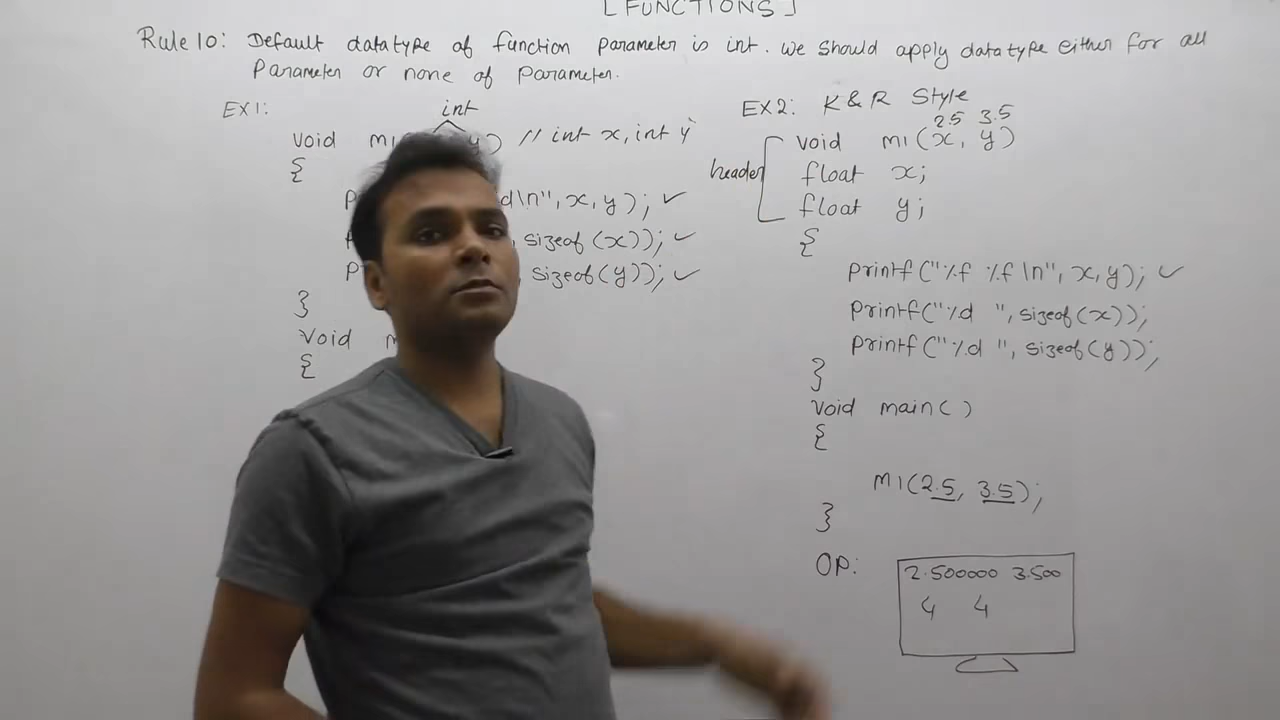 [ FUNCTIONS ]
Rule 10: Default datatype of function parameter is int. we should apply datatype either for all
parameter or none of parameter.
EX1:
int
void m1( y) // int x, int y
{
d\n", x, y); ✓
, sizeof(x)); ✓
, sizeof(y)); ✓
}
void
{
EX2: K & R Style
2.5 3.5
void m1(x, y)
header
float x;
float y;
{
printf("%f %f \n", x, y); ✓
printf("%d ", sizeof(x));
printf("%d ", sizeof(y));
}
void main( )
{
m1(2.5, 3.5);
}
OP:
2.500000 3.500
4 4